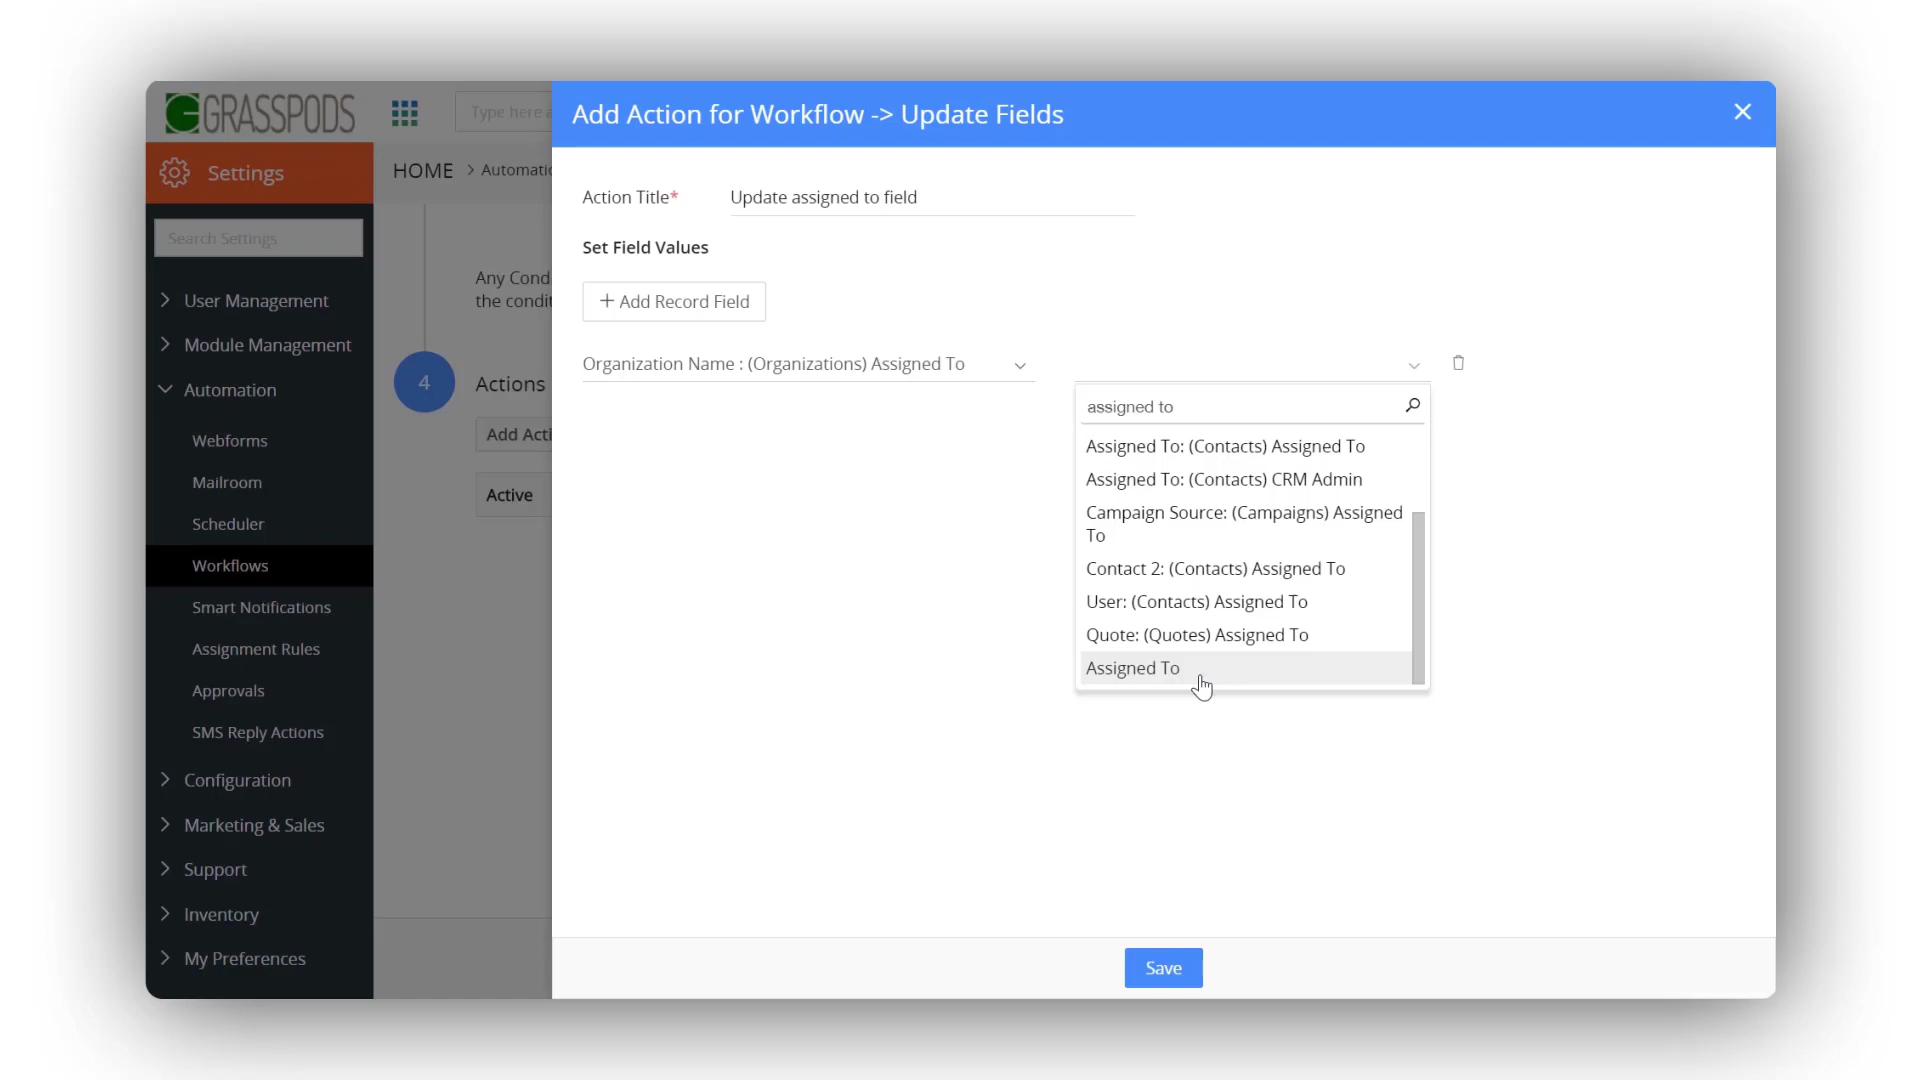 GRASSPODS
Type here a
Add Action for Workflow -> Update Fields
Settings
HOME > Automatic
Search Settings
User Management
Module Management
Automation
Webforms
Mailroom
Scheduler
Workflows
Smart Notifications
Assignment Rules
Approvals
SMS Reply Actions
Configuration
Marketing & Sales
Support
Inventory
My Preferences
Any Cond
the condit
4
Actions
Add Acti
Active
Action Title*
Update assigned to field
Set Field Values
+ Add Record Field
Organization Name : (Organizations) Assigned To
assigned to
Assigned To: (Contacts) Assigned To
Assigned To: (Contacts) CRM Admin
Campaign Source: (Campaigns) Assigned
To
Contact 2: (Contacts) Assigned To
User: (Contacts) Assigned To
Quote: (Quotes) Assigned To
Assigned To
Save